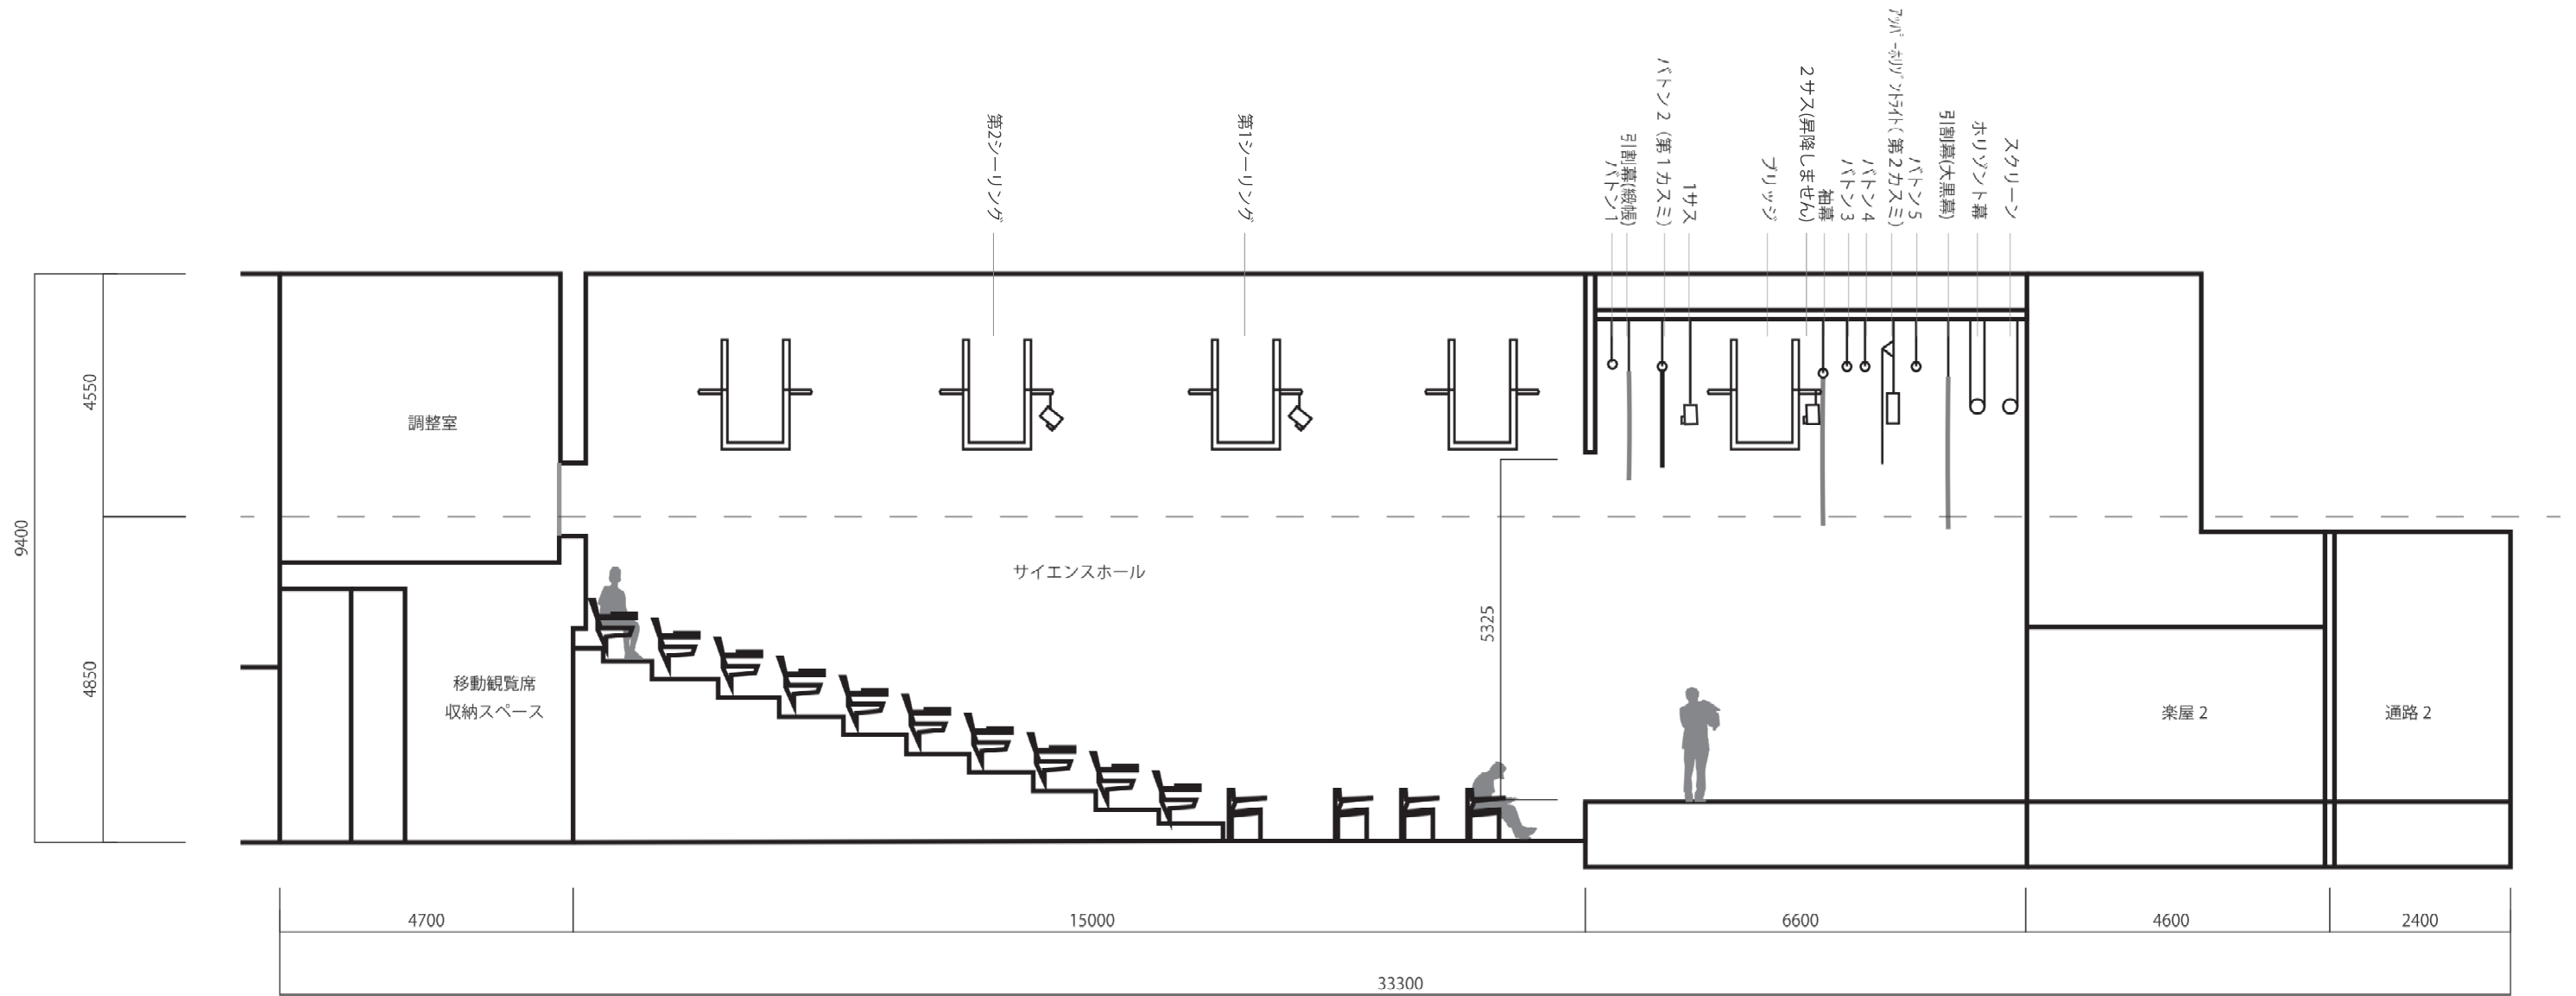 第2シーリング
第1シーリング
バトン1
引割幕(緞帳)
バトン2（第1カスミ）
1サス
ブリッジ
2サス(昇降しません)
袖幕
バトン3
バトン4
ｱｯﾊﾟｰﾎﾘｿﾞﾝﾄﾗｲﾄ(第2カスミ)
バトン5
引割幕(大黒幕)
ホリゾント幕
スクリーン
9400
4550
4850
調整室
サイエンスホール
5325
移動観覧席
収納スペース
楽屋2
通路2
4700
15000
6600
4600
2400
33300